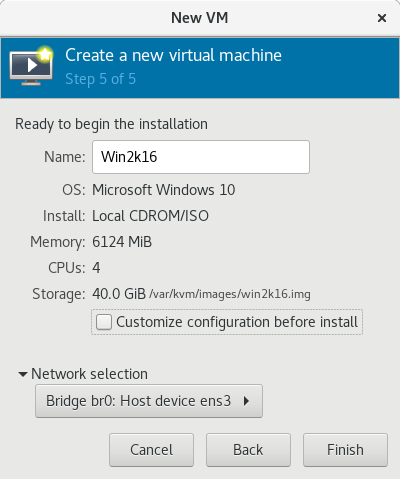 New VM
Create a new virtual machine
Step 5 of 5
Ready to begin the installation
Name: Win2k16
OS: Microsoft Windows 10
Install: Local CDROM/ISO
Memory: 6124 MiB
CPUs: 4
Storage: 40.0 GiB /var/kvm/images/win2k16.img
Customize configuration before install
Network selection
Bridge br0: Host device ens3
Cancel Back Finish